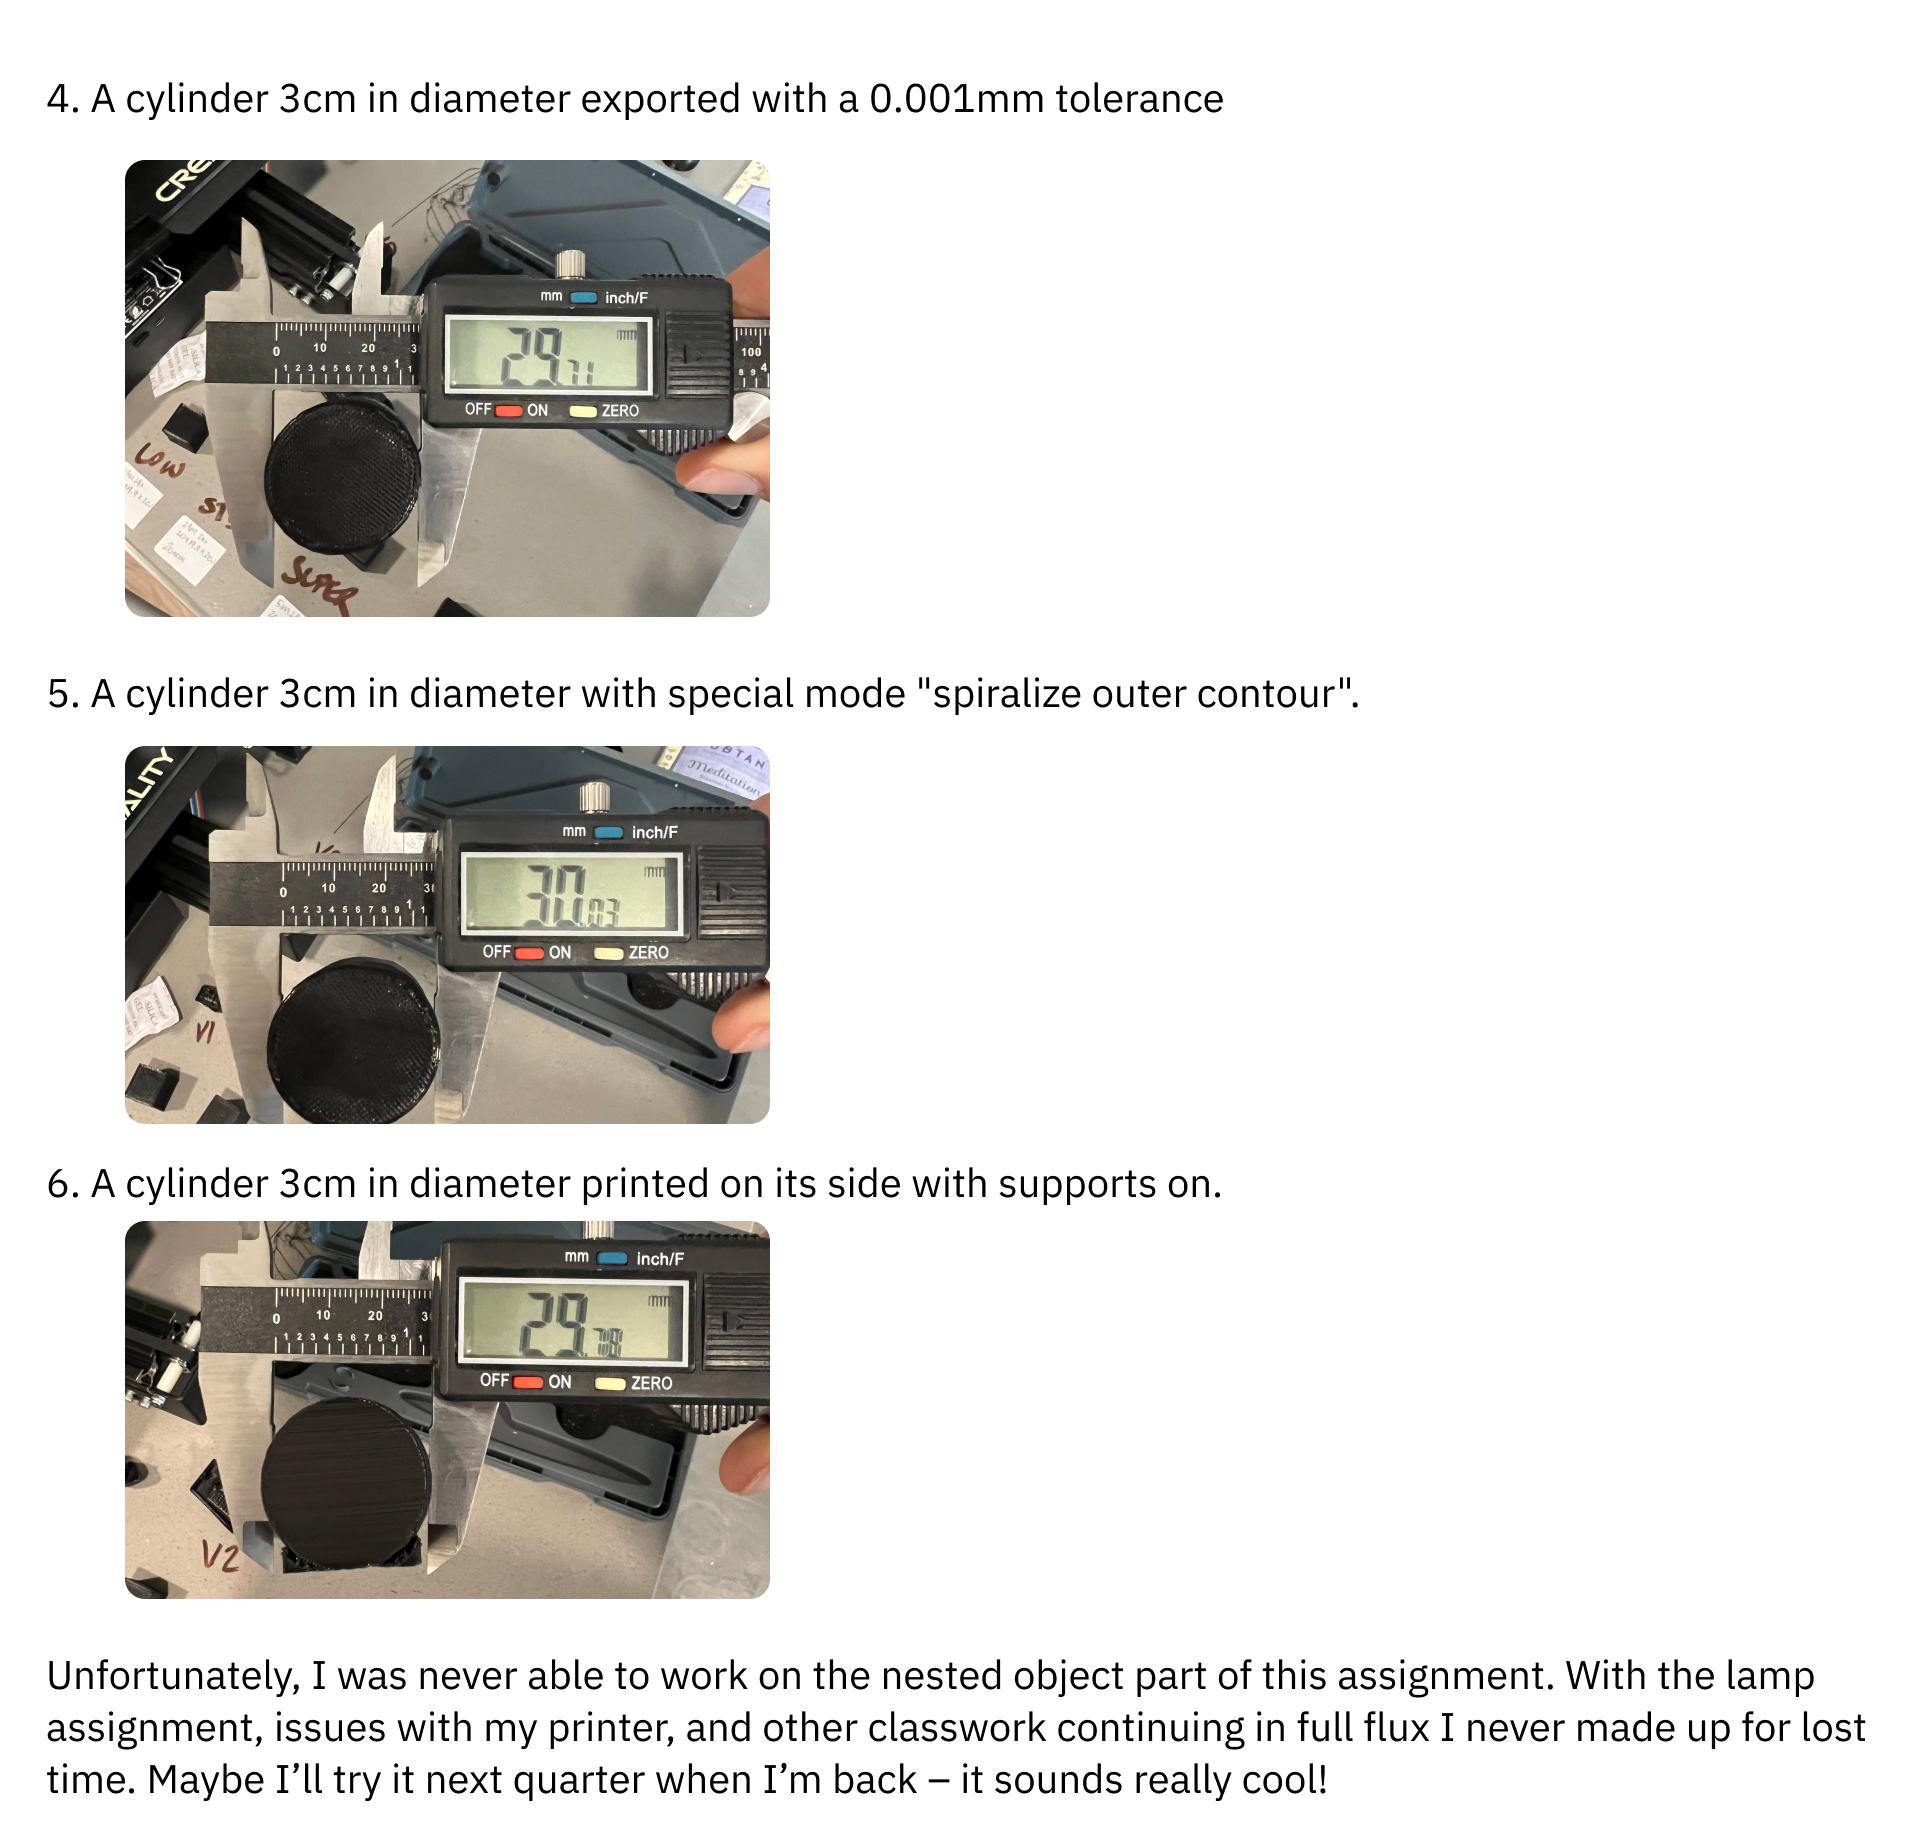 4. A cylinder 3cm in diameter exported with a 0.001mm tolerance
CRE
mm inch/F
29.71 mm
0 10 20 3
1 2 3 4 5 6 7 8 9 1 1
100
8 9 4
OFF ON ZERO
LOW
ST
SUPER
5. A cylinder 3cm in diameter with special mode "spiralize outer contour".
ALITY
Meditation
mm inch/F
30.03 mm
0 10 20 30
1 2 3 4 5 6 7 8 9 1 1
OFF ON ZERO
V1
6. A cylinder 3cm in diameter printed on its side with supports on.
mm inch/F
29. mm
0 10 20 3
1 2 3 4 5 6 7 8 9 1 1
OFF ON ZERO
V2
Unfortunately, I was never able to work on the nested object part of this assignment. With the lamp
assignment, issues with my printer, and other classwork continuing in full flux I never made up for lost
time. Maybe I’ll try it next quarter when I’m back – it sounds really cool!